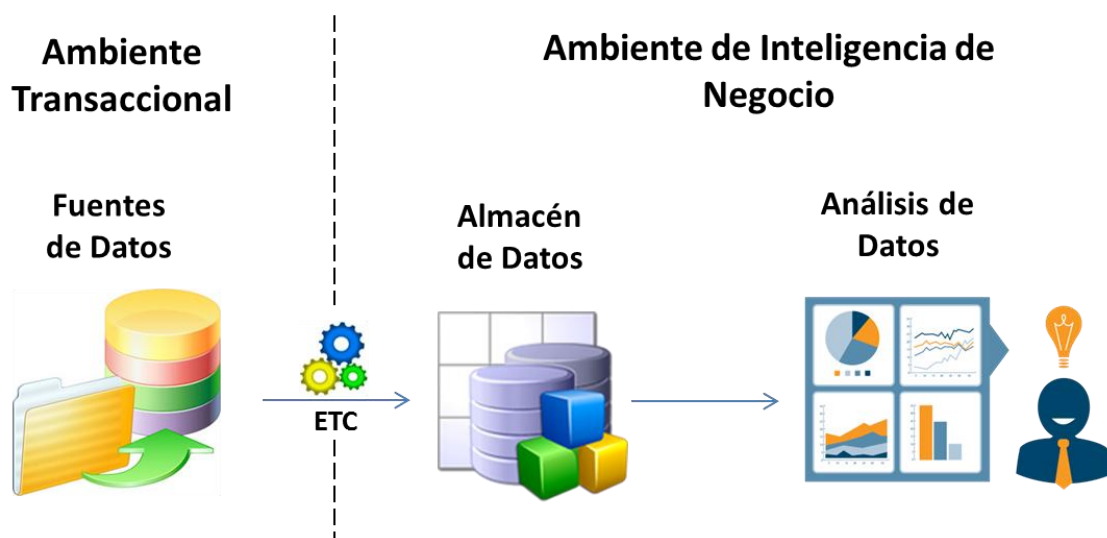 Ambiente
Transaccional
Ambiente de Inteligencia de
Negocio
Fuentes
de Datos
ETC
Almacén
de Datos
Análisis de
Datos